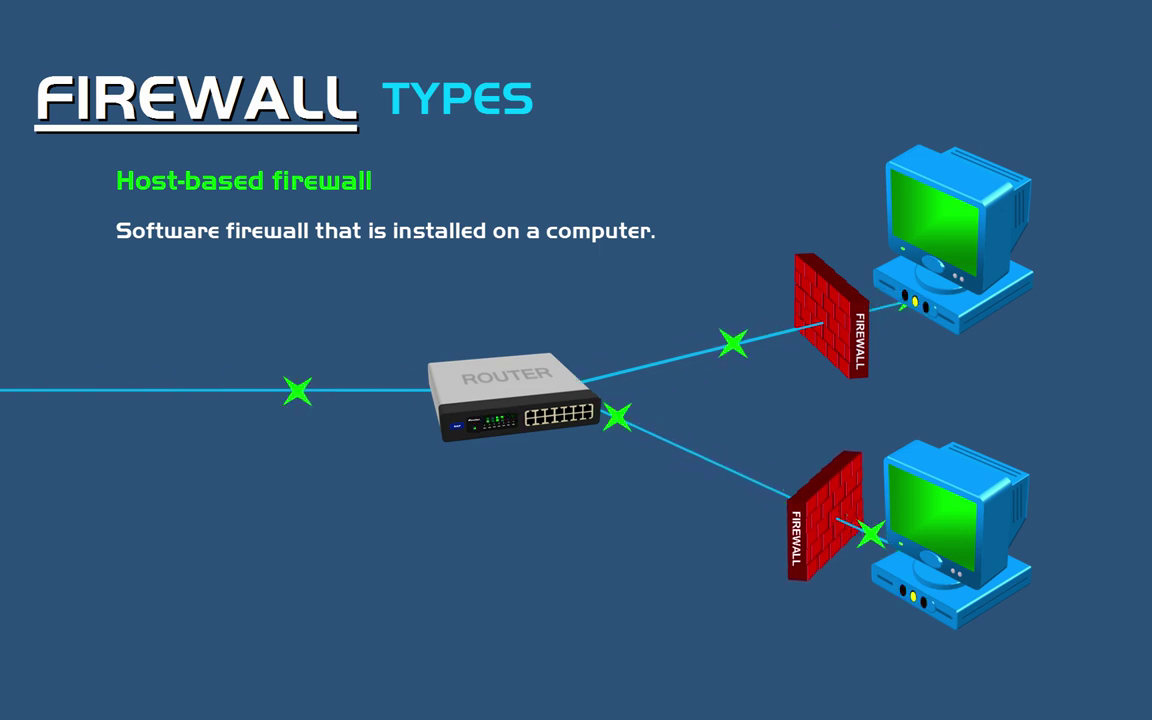 FIREWALL TYPES
Host-based firewall
Software firewall that is installed on a computer.
FIREWALL
ROUTER
FIREWALL